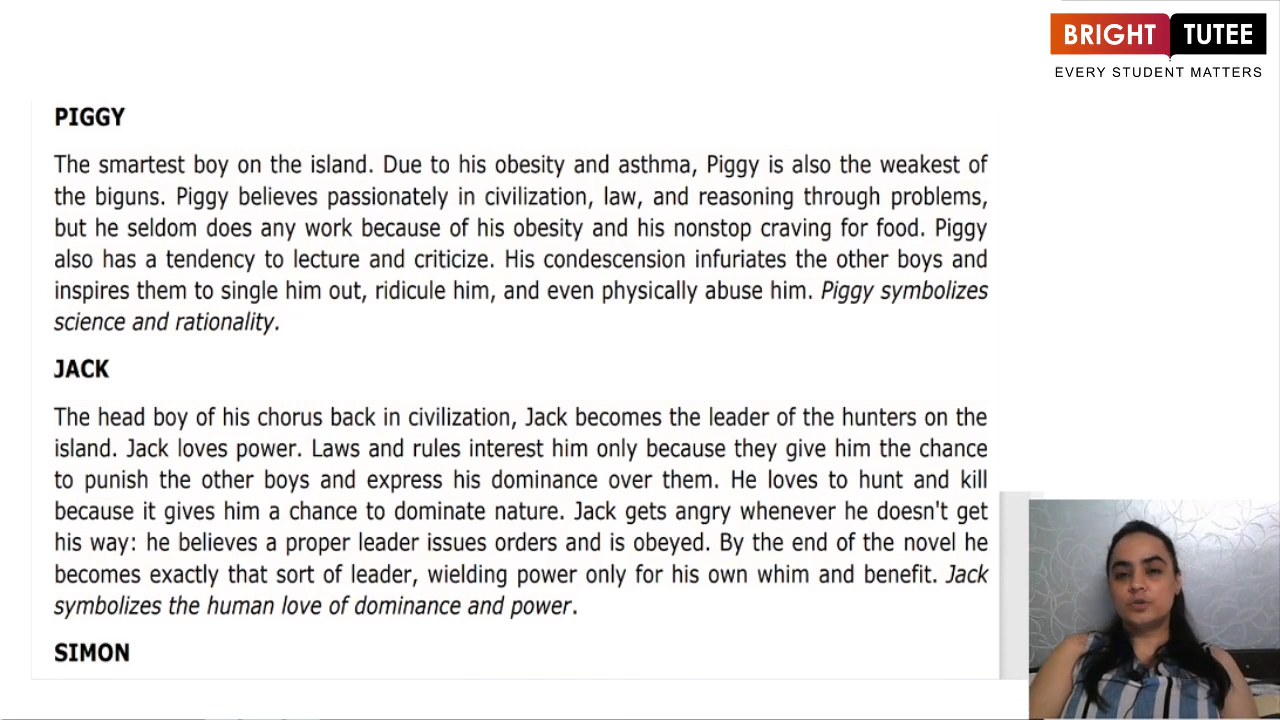 BRIGHT TUTEE
EVERY STUDENT MATTERS
PIGGY
The smartest boy on the island. Due to his obesity and asthma, Piggy is also the weakest of
the biguns. Piggy believes passionately in civilization, law, and reasoning through problems,
but he seldom does any work because of his obesity and his nonstop craving for food. Piggy
also has a tendency to lecture and criticize. His condescension infuriates the other boys and
inspires them to single him out, ridicule him, and even physically abuse him. Piggy symbolizes
science and rationality.
JACK
The head boy of his chorus back in civilization, Jack becomes the leader of the hunters on the
island. Jack loves power. Laws and rules interest him only because they give him the chance
to punish the other boys and express his dominance over them. He loves to hunt and kill
because it gives him a chance to dominate nature. Jack gets angry whenever he doesn't get
his way: he believes a proper leader issues orders and is obeyed. By the end of the novel he
becomes exactly that sort of leader, wielding power only for his own whim and benefit. Jack
symbolizes the human love of dominance and power.
SIMON